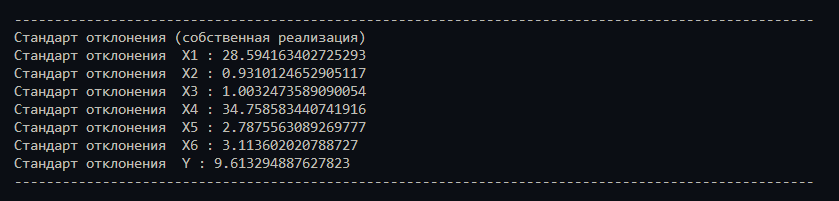 ----------------------------------------------------------------------------------------------------
Стандарт отклонения (собственная реализация)
Стандарт отклонения  X1 : 28.594163402725293
Стандарт отклонения  X2 : 0.9310124652905117
Стандарт отклонения  X3 : 1.0032473589090054
Стандарт отклонения  X4 : 34.758583440741916
Стандарт отклонения  X5 : 2.7875563089269777
Стандарт отклонения  X6 : 3.113602020788727
Стандарт отклонения  Y : 9.613294887627823
----------------------------------------------------------------------------------------------------